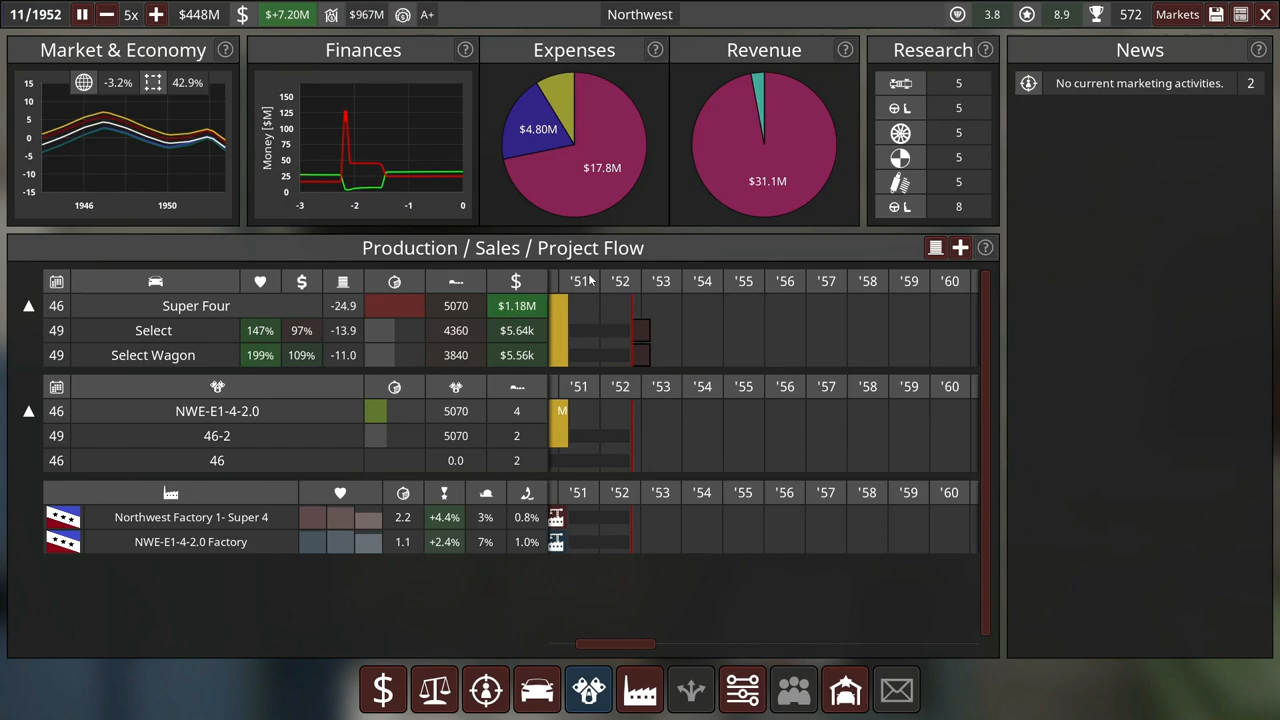 11/1952 5x $448M $ +$7.20M $967M A+ Northwest 3.8 8.9 572 Markets X
Market & Economy ?
Finances ?
Expenses ?
Revenue ?
Research ?
News ?
-3.2% 42.9%
15
10
5
0
-5
-10
-15
1946 1950
Money [$M]
150
125
100
75
50
25
0
-3 -2 -1 0
$4.80M
$17.8M
$31.1M
5
L 5
5
5
5
L 8
No current marketing activities. 2
Production / Sales / Project Flow ?
$ $ '51 '52 '53 '54 '55 '56 '57 '58 '59 '60
46 Super Four -24.9 5070 $1.18M
49 Select 147% 97% -13.9 4360 $5.64k
49 Select Wagon 199% 109% -11.0 3840 $5.56k
'51 '52 '53 '54 '55 '56 '57 '58 '59 '60
46 NWE-E1-4-2.0 5070 4 M
49 46-2 5070 2
46 46 0.0 2
'51 '52 '53 '54 '55 '56 '57 '58 '59 '60
Northwest Factory 1- Super 4 2.2 +4.4% 3% 0.8%
NWE-E1-4-2.0 Factory 1.1 +2.4% 7% 1.0%
$